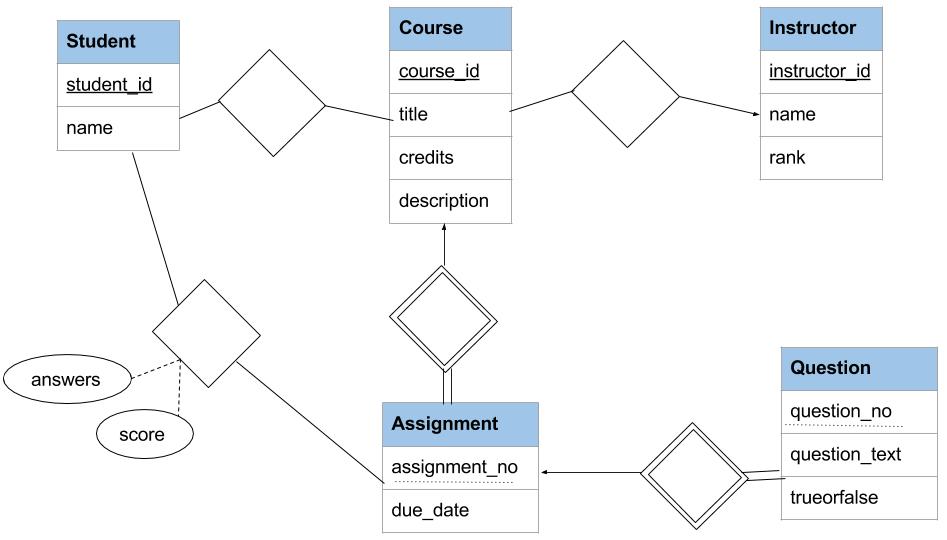 Student
student_id
name
Course
course_id
title
credits
description
Instructor
instructor_id
name
rank
answers
score
Assignment
assignment_no
due_date
Question
question_no
question_text
trueorfalse